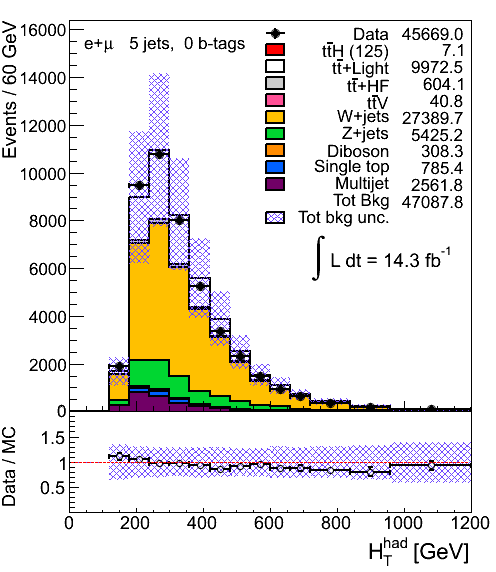 16000
14000
12000
10000
8000
6000
4000
2000
0
Events / 60 GeV
e+μ 5 jets, 0 b-tags
Data 45669.0
tt̄H (125) 7.1
tt̄+Light 9972.5
tt̄+HF 604.1
tt̄V 40.8
W+jets 27389.7
Z+jets 5425.2
Diboson 308.3
Single top 785.4
Multijet 2561.8
Tot Bkg 47087.8
Tot bkg unc.
∫ L dt = 14.3 fb⁻¹
Data / MC
1.5
1
0.5
0 200 400 600 800 1000 1200
H_T^had [GeV]